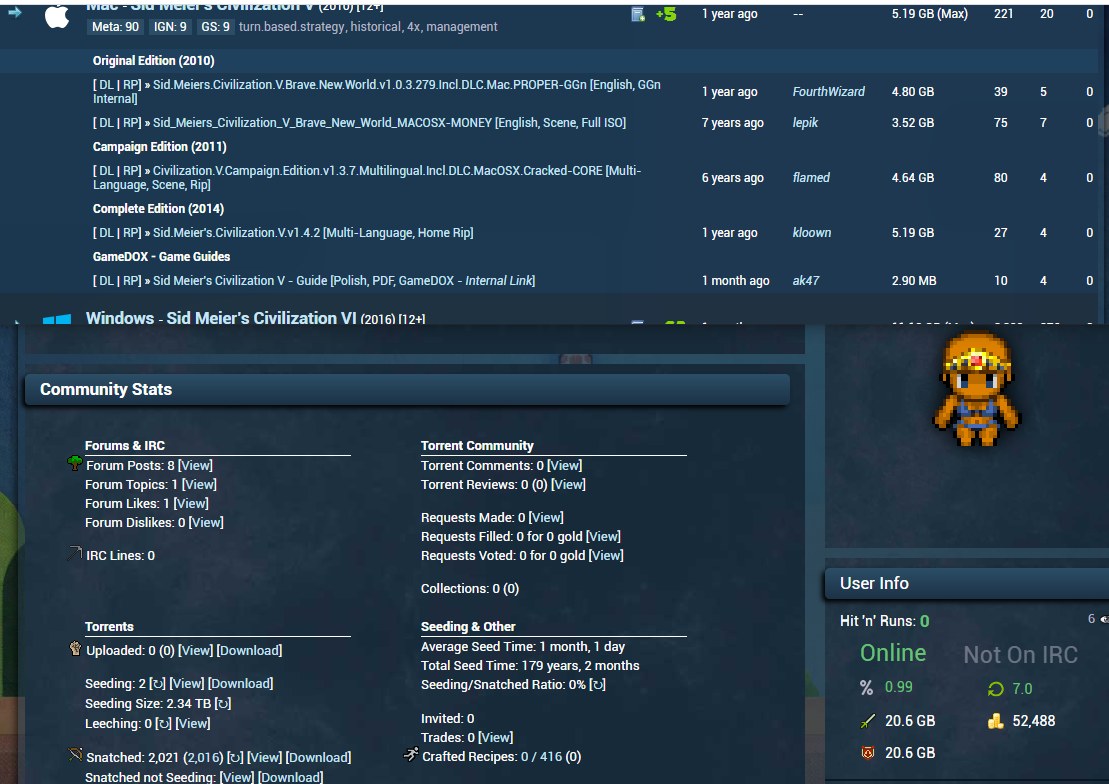 Mac - Sid Meier's Civilization V (2016) [12+]
+5
1 year ago -- 5.19 GB (Max) 221 20 0
Meta: 90 IGN: 9 GS: 9 turn.based.strategy, historical, 4x, management
Original Edition (2010)
[ DL | RP] » Sid.Meiers.Civilization.V.Brave.New.World.v1.0.3.279.Incl.DLC.Mac.PROPER-GGn [English, GGn
Internal]
1 year ago FourthWizard 4.80 GB 39 5 0
[ DL | RP] » Sid_Meiers_Civilization_V_Brave_New_World_MACOSX-MONEY [English, Scene, Full ISO] 7 years ago lepik 3.52 GB 75 7 0
Campaign Edition (2011)
[ DL | RP] » Civilization.V.Campaign.Edition.v1.3.7.Multilingual.Incl.DLC.MacOSX.Cracked-CORE [Multi-
Language, Scene, Rip]
6 years ago flamed 4.64 GB 80 4 0
Complete Edition (2014)
[ DL | RP] » Sid.Meier's.Civilization.V.v1.4.2 [Multi-Language, Home Rip] 1 year ago kloown 5.19 GB 27 4 0
GameDOX - Game Guides
[ DL | RP] » Sid Meier's Civilization V - Guide [Polish, PDF, GameDOX - Internal Link] 1 month ago ak47 2.90 MB 10 4 0
Windows - Sid Meier's Civilization VI (2016) [12+]
Community Stats
Forums & IRC
Forum Posts: 8 [View]
Forum Topics: 1 [View]
Forum Likes: 1 [View]
Forum Dislikes: 0 [View]
IRC Lines: 0
Torrent Community
Torrent Comments: 0 [View]
Torrent Reviews: 0 (0) [View]
Requests Made: 0 [View]
Requests Filled: 0 for 0 gold [View]
Requests Voted: 0 for 0 gold [View]
Collections: 0 (0)
Torrents
Uploaded: 0 (0) [View] [Download]
Seeding: 2 [↻] [View] [Download]
Seeding Size: 2.34 TB [↻]
Leeching: 0 [↻] [View]
Snatched: 2,021 (2,016) [↻] [View] [Download]
Snatched not Seeding: [View] [Download]
Seeding & Other
Average Seed Time: 1 month, 1 day
Total Seed Time: 179 years, 2 months
Seeding/Snatched Ratio: 0% [↻]
Invited: 0
Trades: 0 [View]
Crafted Recipes: 0 / 416 (0)
User Info
Hit 'n' Runs: 0
6
Online Not On IRC
% 0.99 7.0
20.6 GB 52,488
20.6 GB